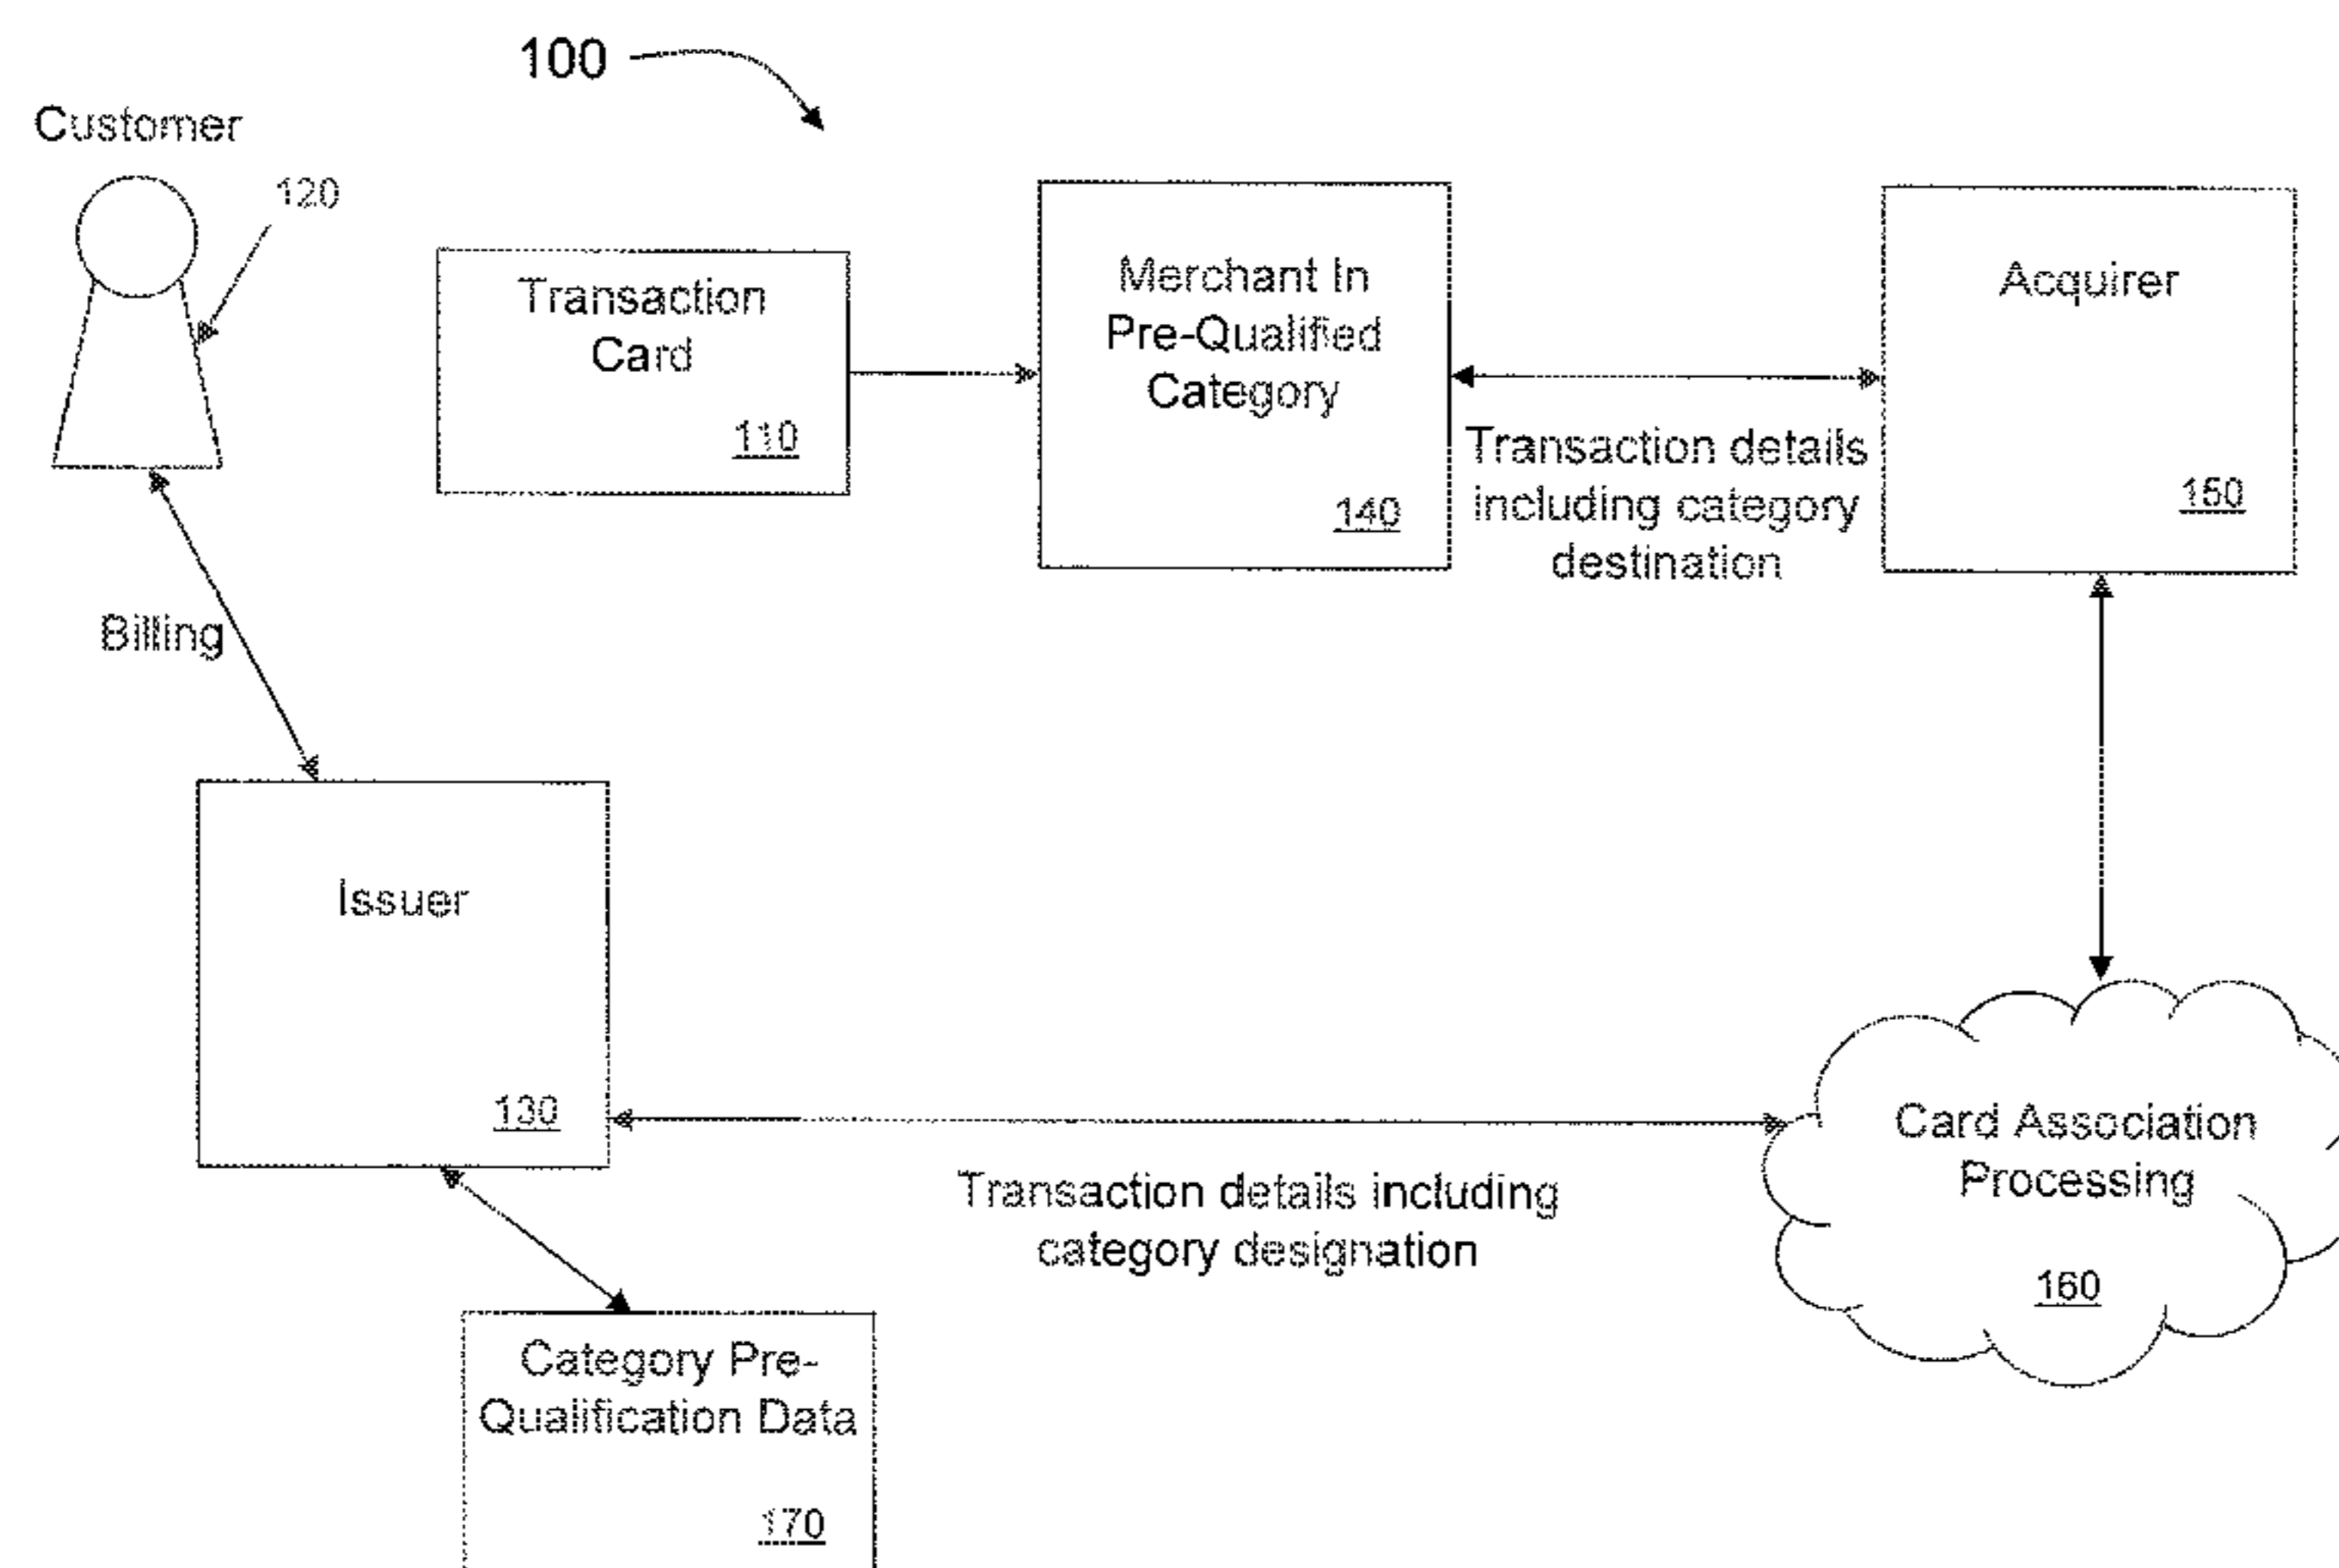 100
Customer
120
Transaction
Card
110
Merchant In
Pre-Qualified
Category
140
Transaction details
including category
destination
Acquirer
150
Billing
Issuer
130
Transaction details including
category designation
Card Association
Processing
160
Category Pre-
Qualification Data
170